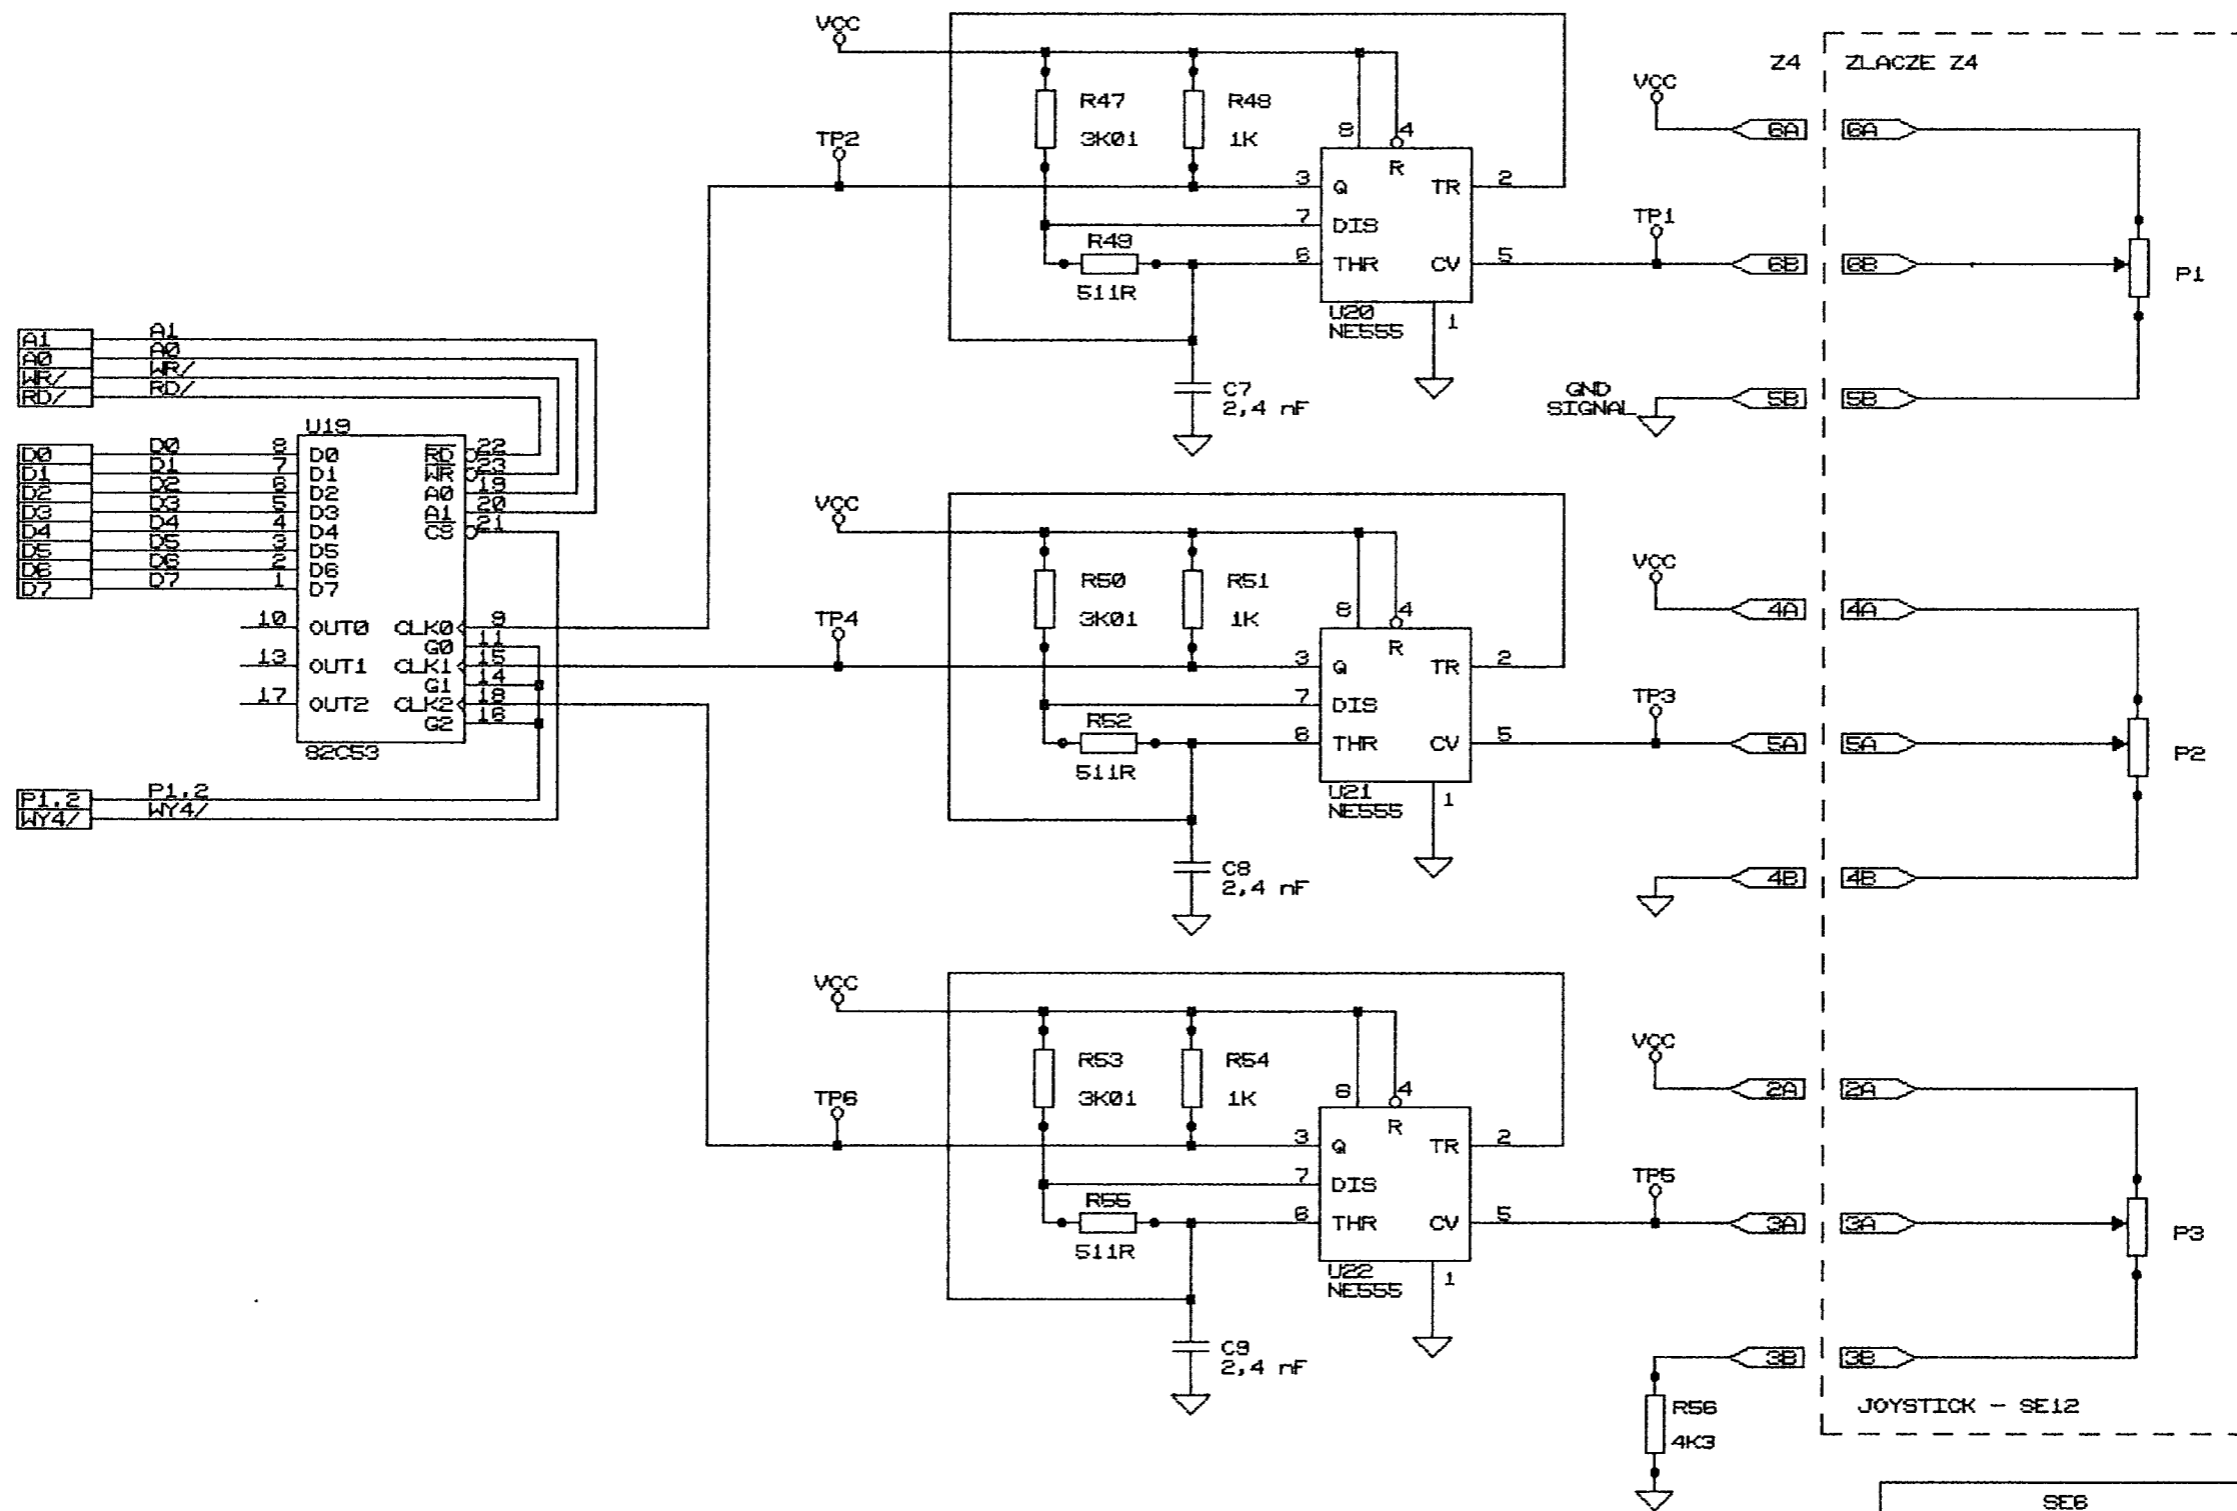 VCC
R47
3K01
R48
1K
8
4
R
TP2
3
Q
TR
2
7
DIS
R49
511R
6
THR
CV
5
TP1
U20
NE555
1
C7
2,4 nF
Z4
ZLACZE Z4
VCC
6A
6A
6B
6B
P1
GND
SIGNAL
5B
5B
A1
A1
A0
A0
WR/
WR/
RD/
RD/
U19
D0
D0
8
D0
RD
22
D1
D1
7
D1
WR
23
D2
D2
6
D2
A0
19
D3
D3
5
D3
A1
20
D4
D4
4
D4
CS
21
D5
D5
3
D5
D6
D6
2
D6
D7
D7
1
D7
10
OUT0
CLK0
9
G0
11
13
OUT1
CLK1
15
G1
14
17
OUT2
CLK2
18
G2
16
82C53
P1.2
P1.2
WY4/
WY4/
VCC
R50
3K01
R51
1K
8
4
R
TP4
3
Q
TR
2
7
DIS
R52
511R
6
THR
CV
5
TP3
U21
NE555
1
C8
2,4 nF
VCC
4A
4A
5A
5A
P2
4B
4B
VCC
R53
3K01
R54
1K
8
4
R
TP6
3
Q
TR
2
7
DIS
R55
511R
6
THR
CV
5
TP5
U22
NE555
1
C9
2,4 nF
VCC
2A
2A
3A
3A
P3
3B
3B
R56
4K3
JOYSTICK - SE12
SE6